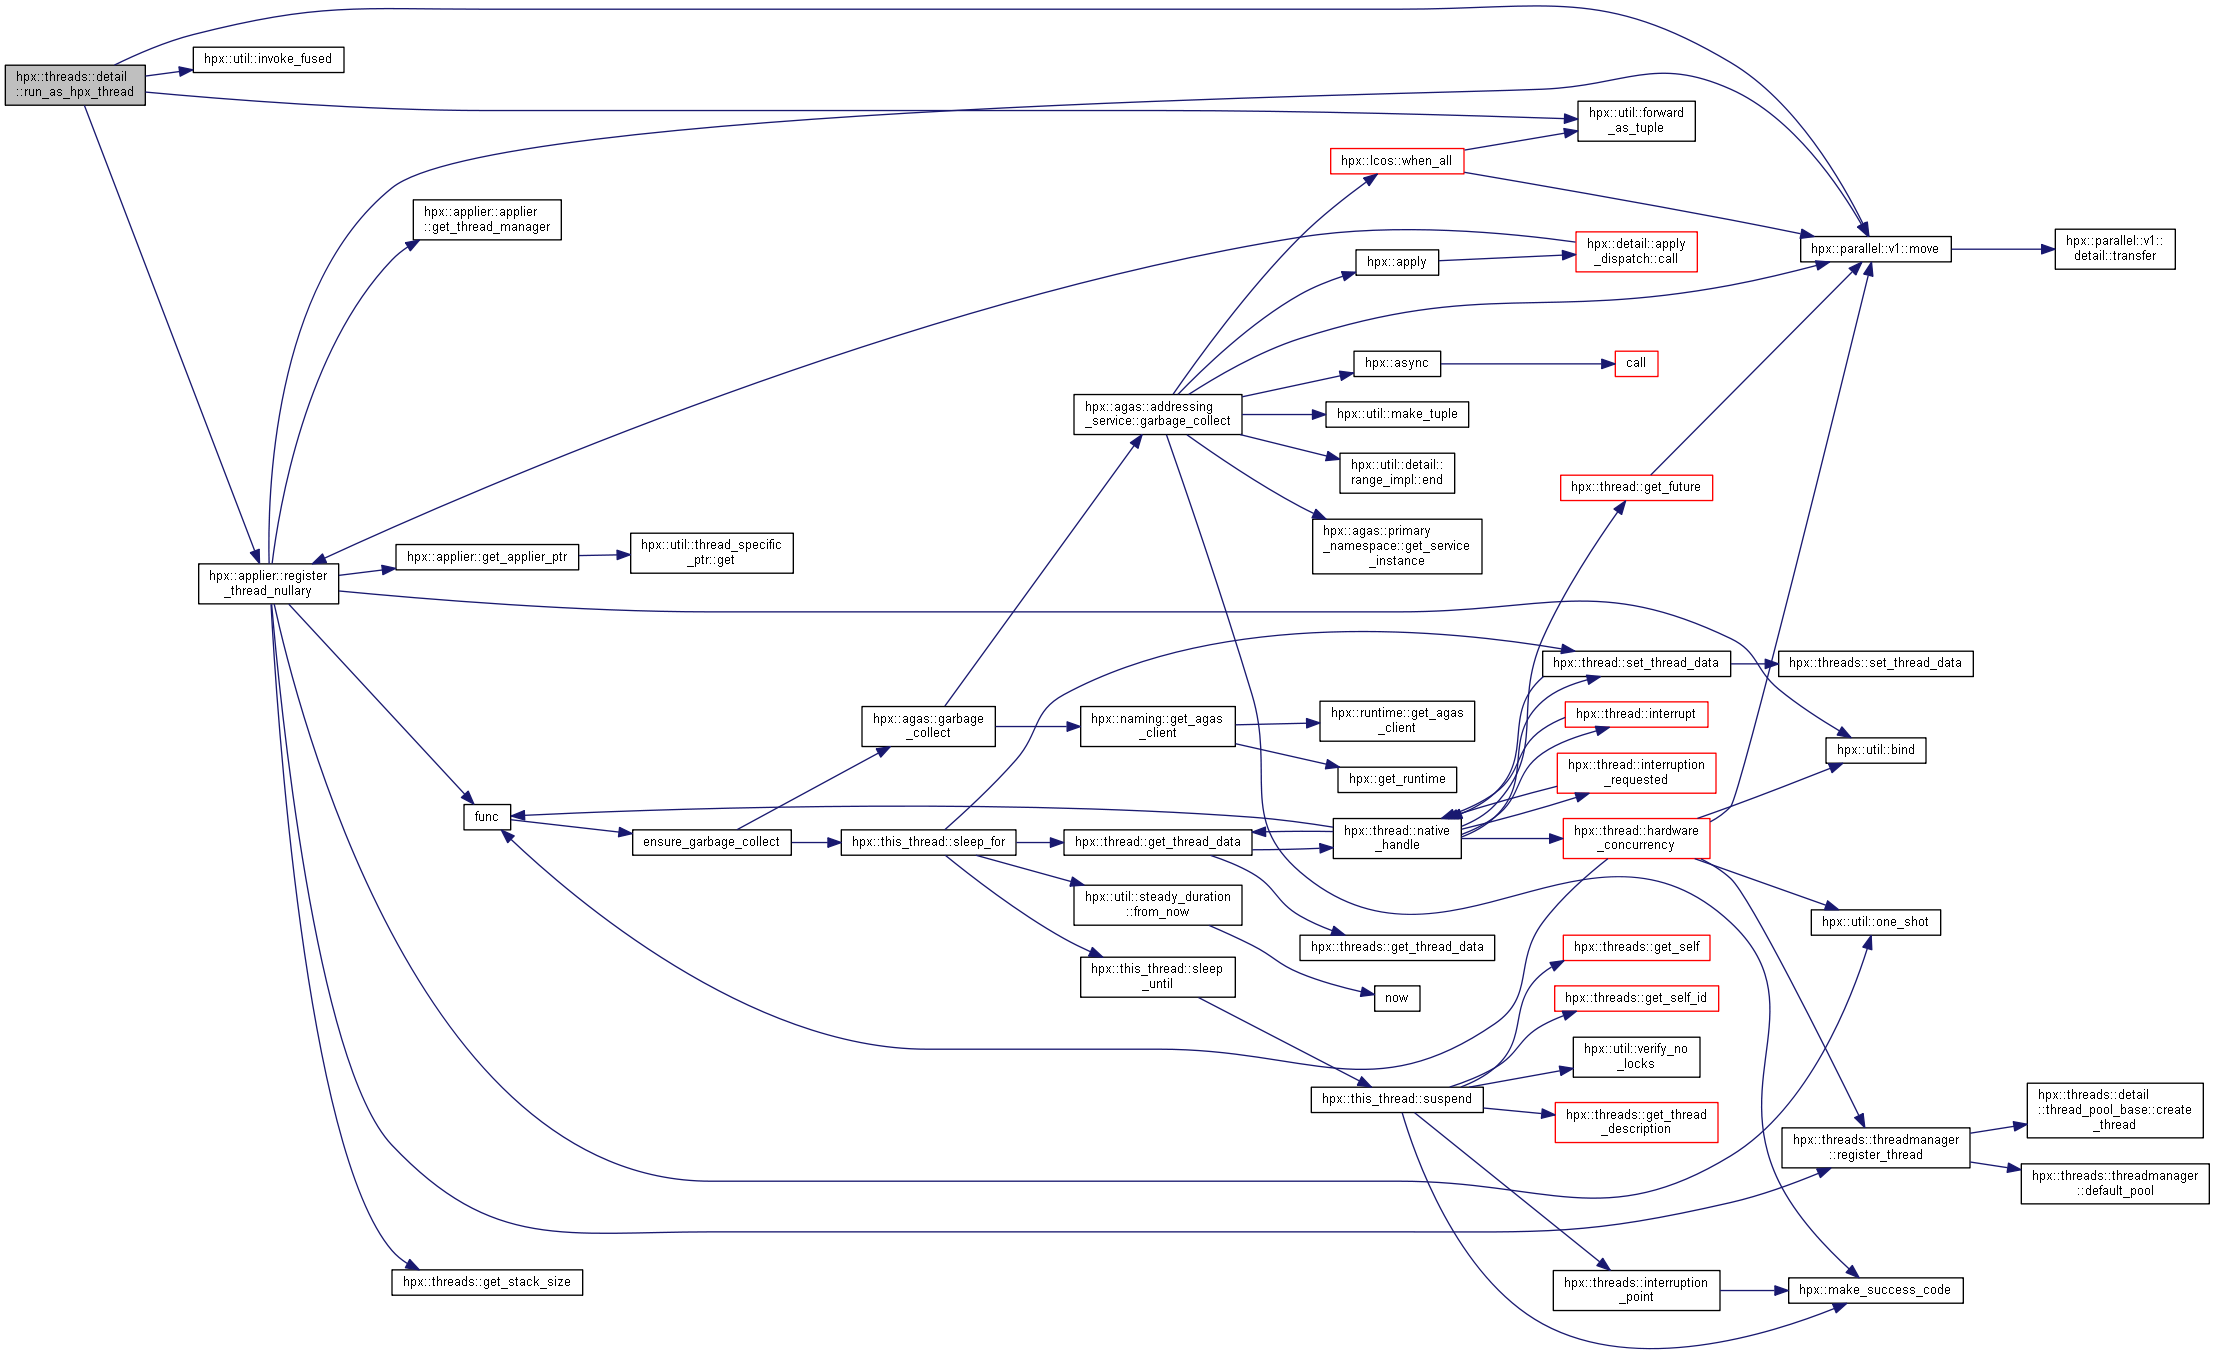 hpx::threads::detail
::run_as_hpx_thread
hpx::util::invoke_fused
hpx::util::forward
_as_tuple
hpx::lcos::when_all
hpx::applier::applier
::get_thread_manager
hpx::detail::apply
_dispatch::call
hpx::apply
hpx::parallel::v1::move
hpx::parallel::v1::
detail::transfer
hpx::async
call
hpx::agas::addressing
_service::garbage_collect
hpx::util::make_tuple
hpx::util::detail::
range_impl::end
hpx::thread::get_future
hpx::agas::primary
_namespace::get_service
_instance
hpx::applier::get_applier_ptr
hpx::util::thread_specific
_ptr::get
hpx::applier::register
_thread_nullary
hpx::thread::set_thread_data
hpx::threads::set_thread_data
hpx::agas::garbage
_collect
hpx::naming::get_agas
_client
hpx::runtime::get_agas
_client
hpx::thread::interrupt
hpx::util::bind
hpx::get_runtime
hpx::thread::interruption
_requested
func
ensure_garbage_collect
hpx::this_thread::sleep_for
hpx::thread::get_thread_data
hpx::thread::native
_handle
hpx::thread::hardware
_concurrency
hpx::util::steady_duration
::from_now
hpx::util::one_shot
hpx::threads::get_thread_data
hpx::threads::get_self
hpx::this_thread::sleep
_until
now
hpx::threads::get_self_id
hpx::util::verify_no
_locks
hpx::this_thread::suspend
hpx::threads::get_thread
_description
hpx::threads::detail
::thread_pool_base::create
_thread
hpx::threads::threadmanager
::register_thread
hpx::threads::threadmanager
::default_pool
hpx::threads::get_stack_size
hpx::threads::interruption
_point
hpx::make_success_code